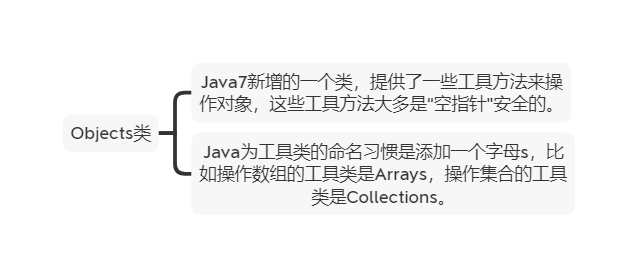 Java7新增的一个类，提供了一些工具方法来操
作对象，这些工具方法大多是"空指针"安全的。
Objects类
Java为工具类的命名习惯是添加一个字母s，比
如操作数组的工具类是Arrays，操作集合的工具
类是Collections。